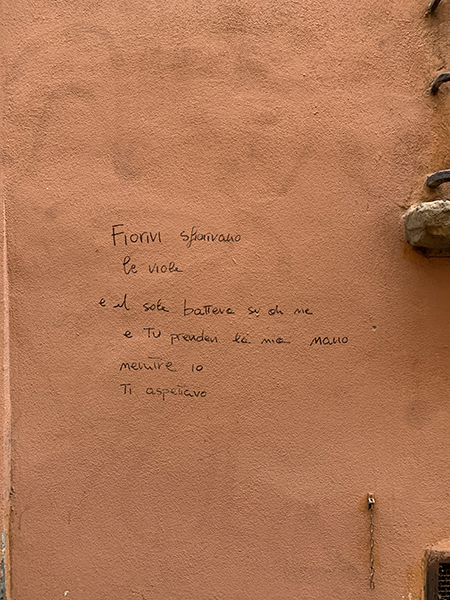 Fiorivi sfiorivano
le viole
e il sole batteva su di me
e Tu prendevi la mia mano
mentre io
Ti aspettavo